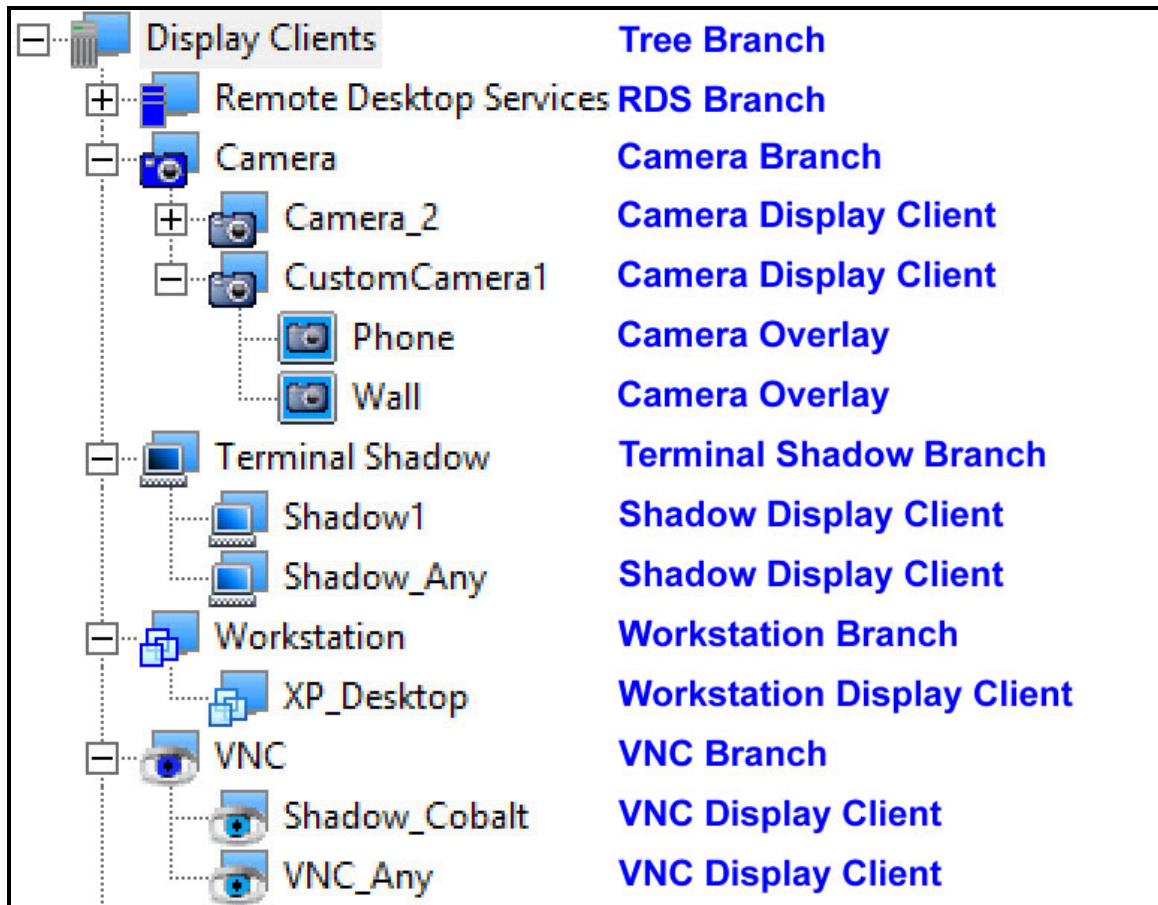 Display Clients Tree Branch
Remote Desktop Services RDS Branch
Camera Camera Branch
Camera_2 Camera Display Client
CustomCamera1 Camera Display Client
Phone Camera Overlay
Wall Camera Overlay
Terminal Shadow Terminal Shadow Branch
Shadow1 Shadow Display Client
Shadow_Any Shadow Display Client
Workstation Workstation Branch
XP_Desktop Workstation Display Client
VNC VNC Branch
Shadow_Cobalt VNC Display Client
VNC_Any VNC Display Client